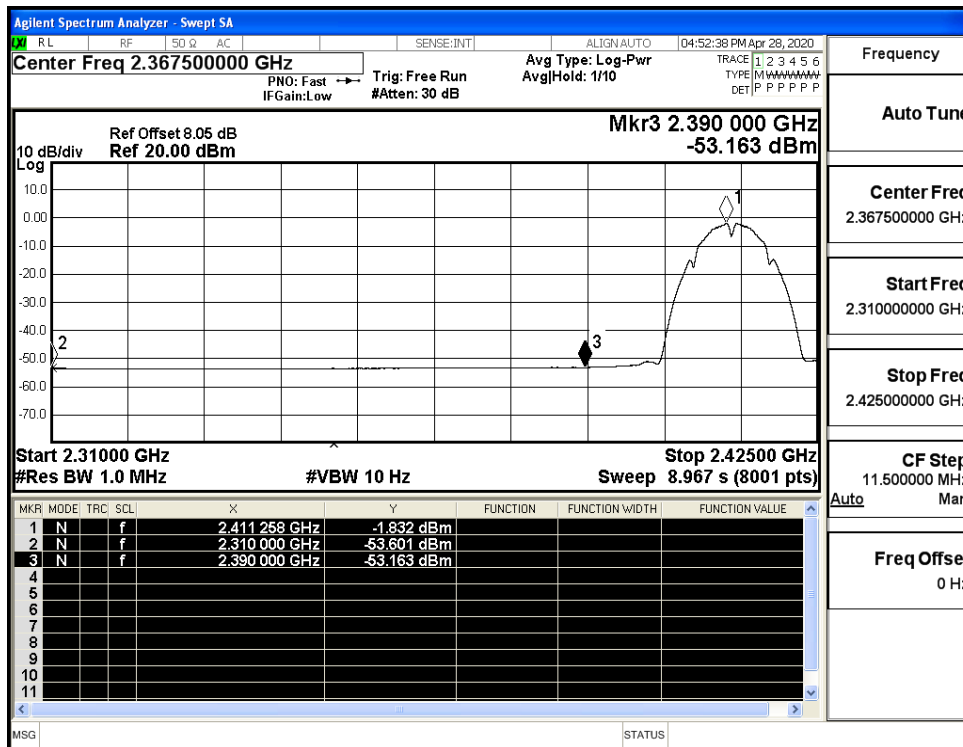 Agilent Spectrum Analyzer - Swept SA
LXI RL RF 50 Ω AC SENSE:INT ALIGNAUTO 04:52:38 PM Apr 28, 2020
Center Freq 2.367500000 GHz
PNO: Fast
IFGain:Low
Trig: Free Run
#Atten: 30 dB
Avg Type: Log-Pwr
Avg|Hold: 1/10
TRACE 1 2 3 4 5 6
TYPE M
DET P P P P P P
Mkr3 2.390 000 GHz
-53.163 dBm
Ref Offset 8.05 dB
10 dB/div Ref 20.00 dBm
Log
10.0
0.00
-10.0
-20.0
-30.0
-40.0
-50.0
-60.0
-70.0
1
2
3
Start 2.31000 GHz Stop 2.42500 GHz
#Res BW 1.0 MHz #VBW 10 Hz Sweep 8.967 s (8001 pts)
MKR MODE TRC SCL X Y FUNCTION FUNCTION WIDTH FUNCTION VALUE
1 N f 2.411 258 GHz -1.832 dBm
2 N f 2.310 000 GHz -53.601 dBm
3 N f 2.390 000 GHz -53.163 dBm
4
5
6
7
8
9
10
11
MSG STATUS
Frequency
Auto Tune
Center Freq
2.367500000 GHz
Start Freq
2.310000000 GHz
Stop Freq
2.425000000 GHz
CF Step
11.500000 MHz
Auto Man
Freq Offset
0 Hz